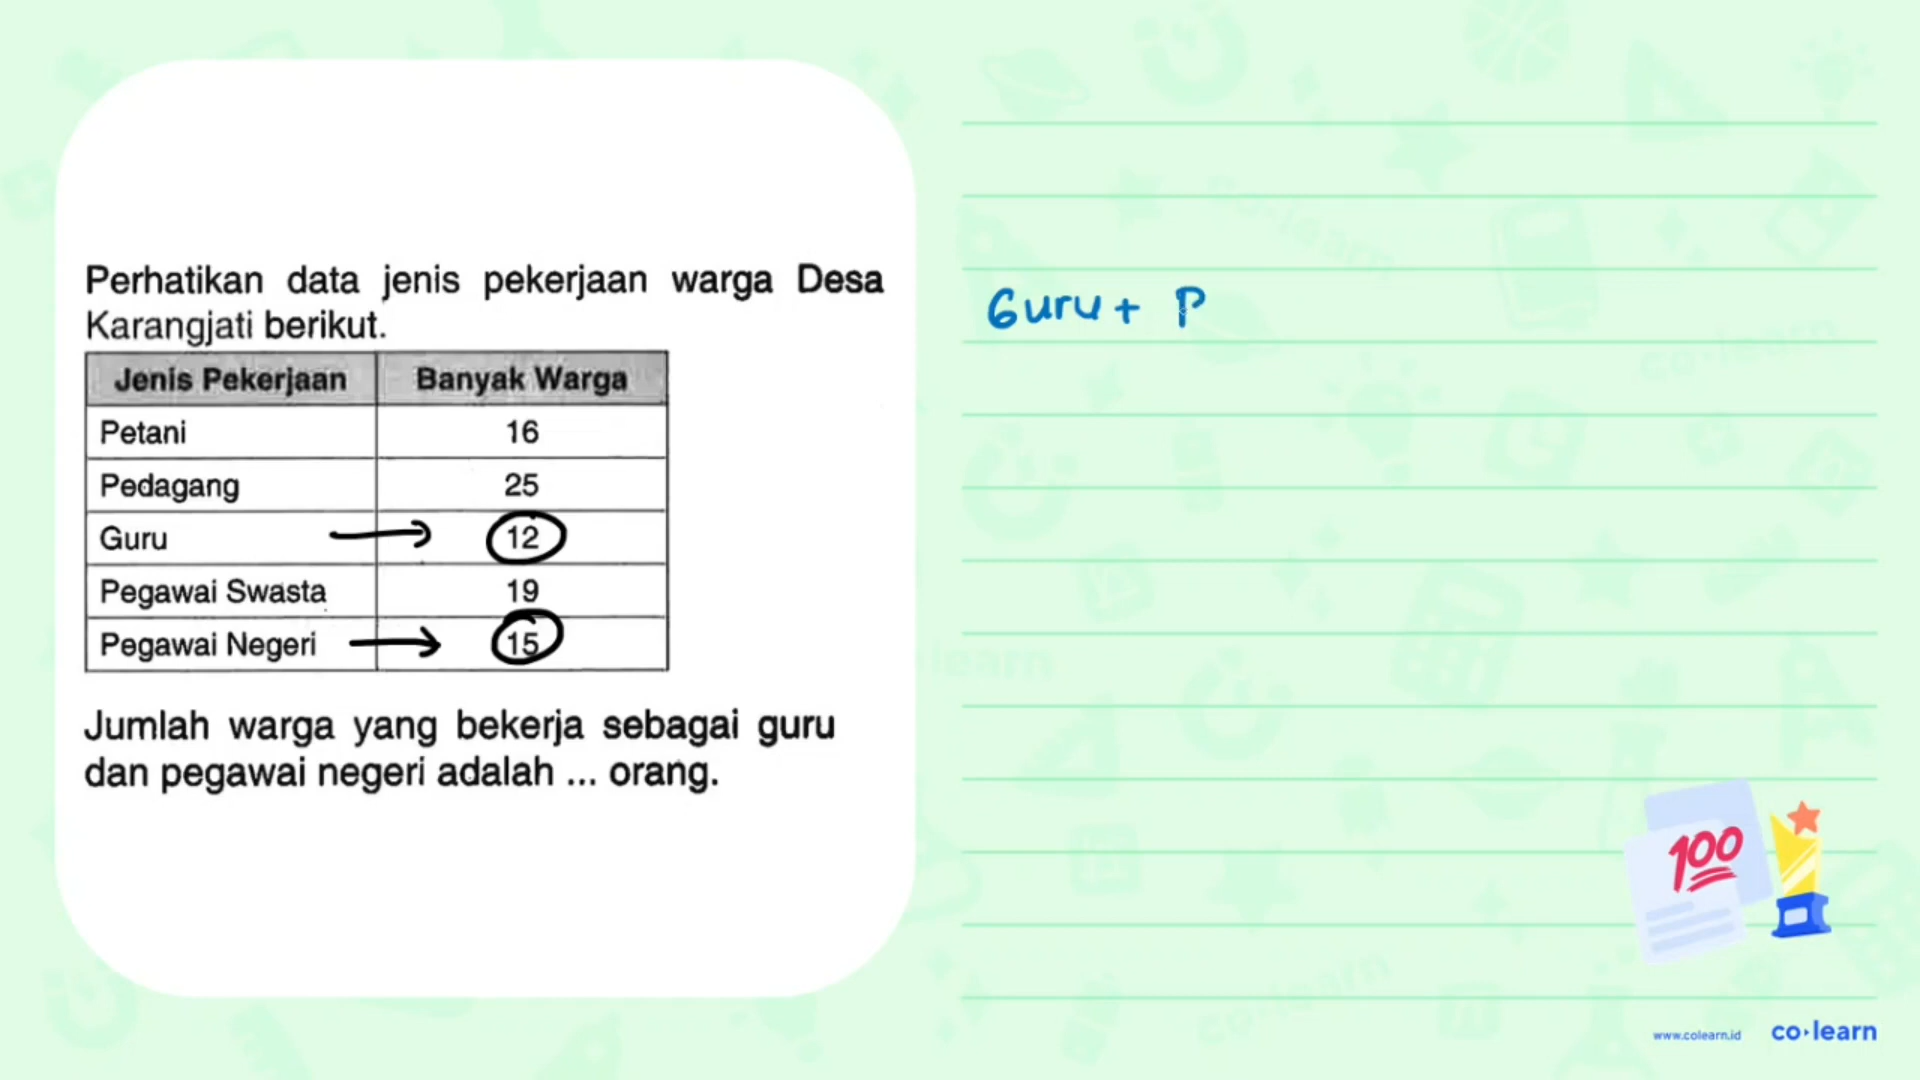 Perhatikan data jenis pekerjaan warga Desa
Karangjati berikut.
Jenis Pekerjaan Banyak Warga
Petani 16
Pedagang 25
Guru 12
Pegawai Swasta 19
Pegawai Negeri 15
Jumlah warga yang bekerja sebagai guru
dan pegawai negeri adalah ... orang.
Guru + P
100
www.colearn.id co·learn